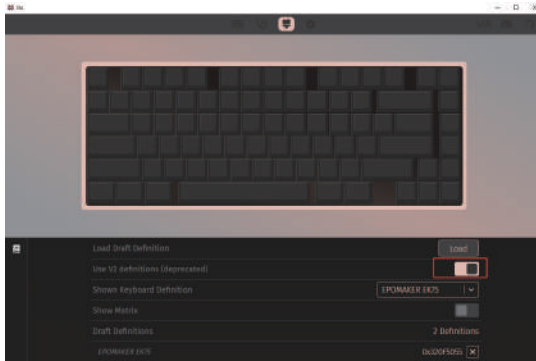 Load Draft Definition
Load
Use V2 definitions (deprecated)
Shown Keyboard Definition
EPOMAKER EK75
Show Matrix
Draft Definitions
2 Definitions
EPOMAKER EK75